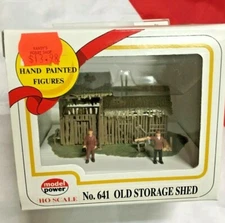 HAND PAINTED
FIGURES
model
power
HO SCALE
No. 641 OLD STORAGE SHED